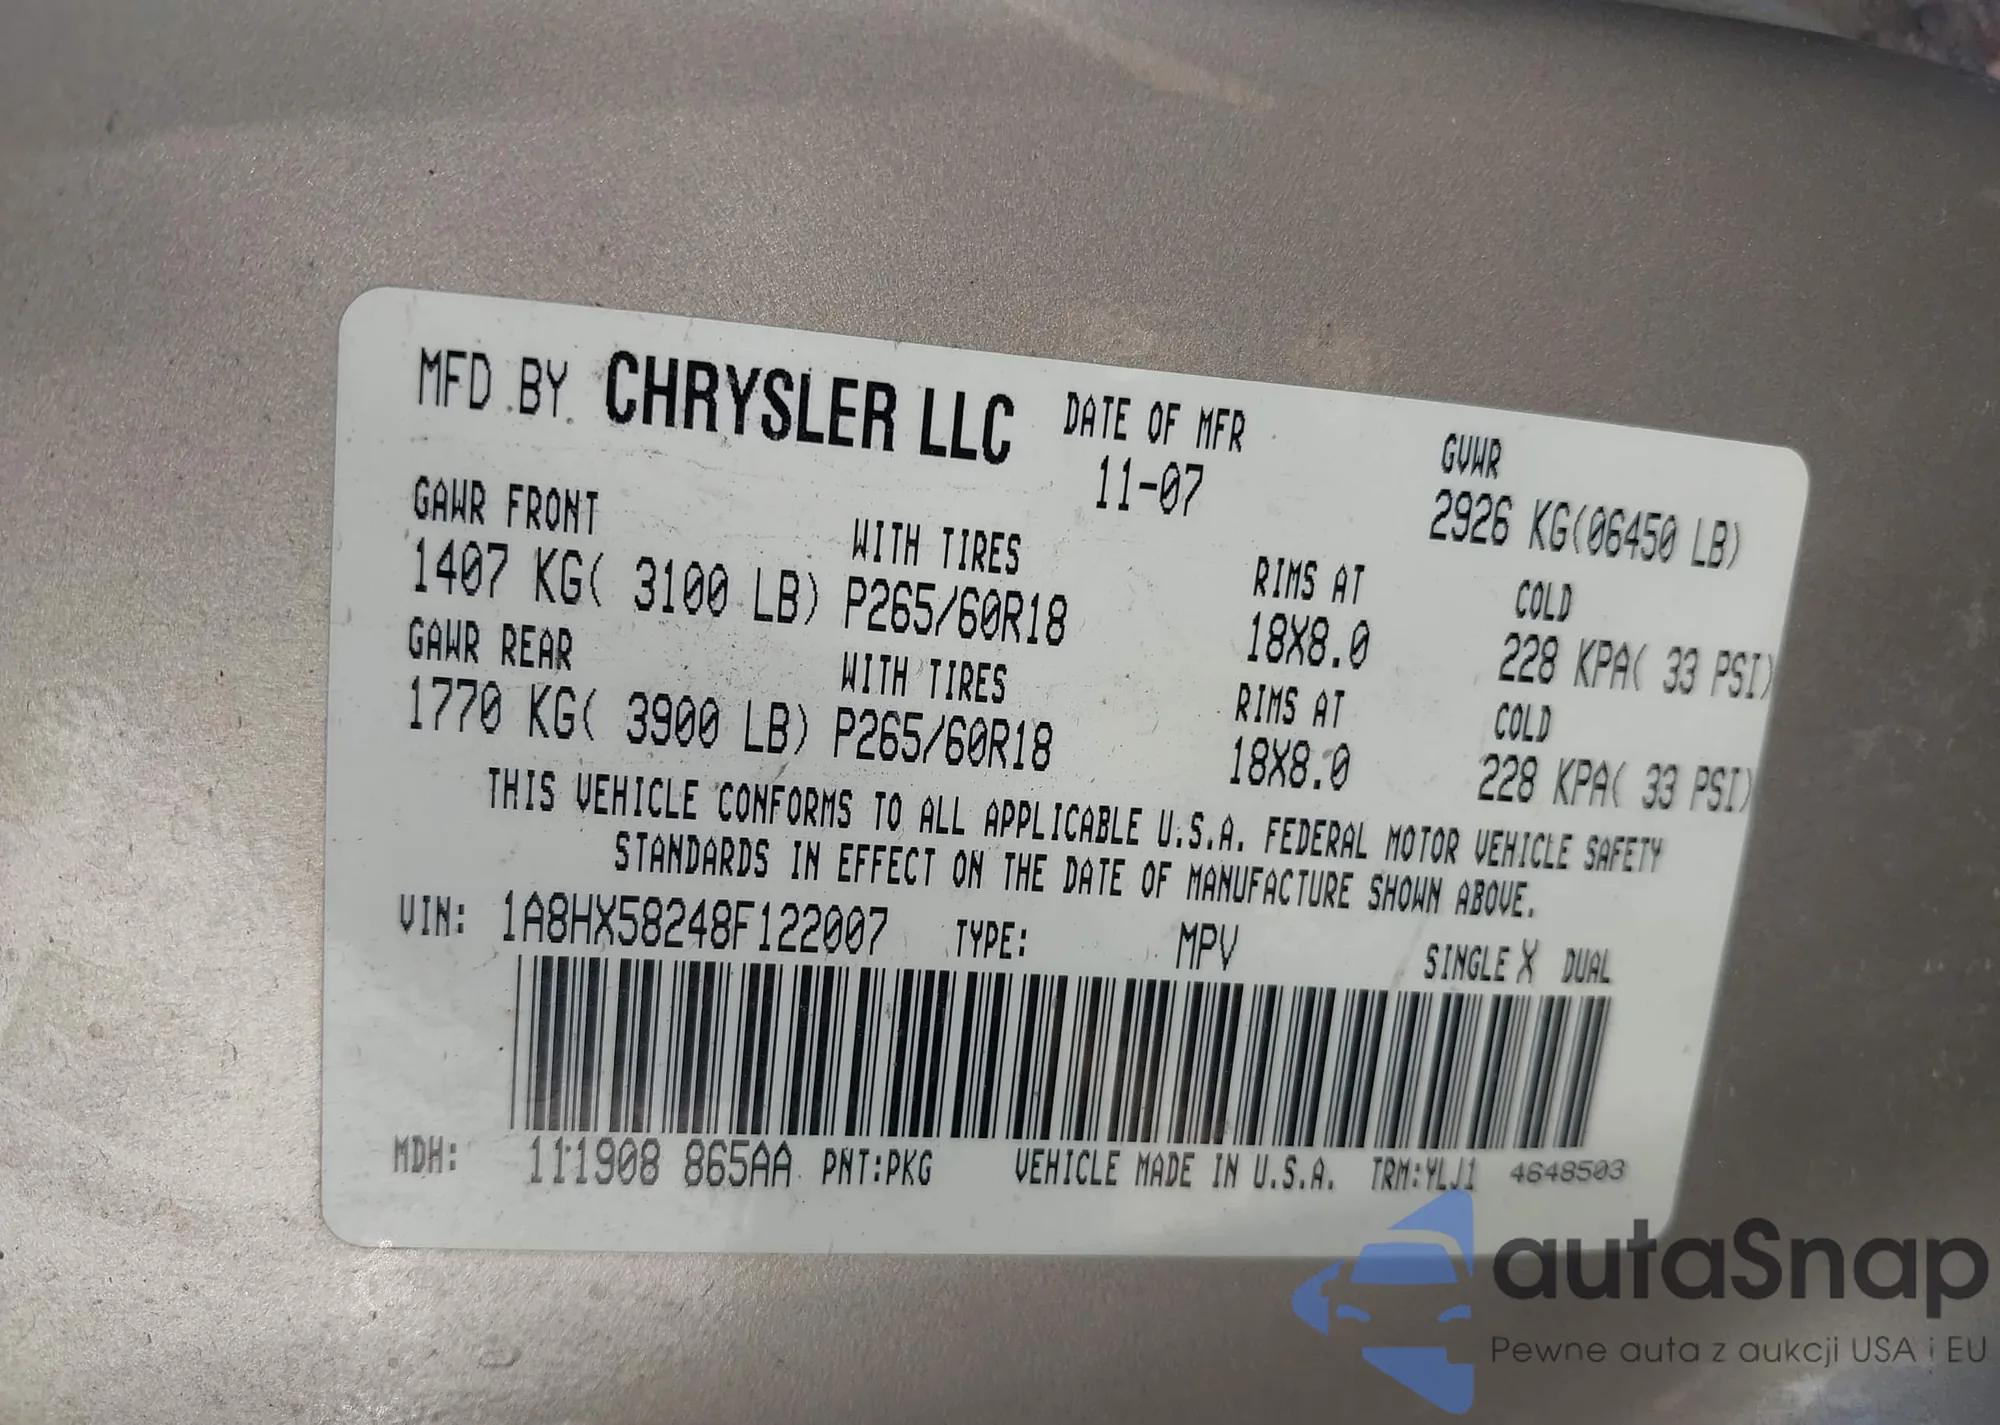 MFD BY CHRYSLER LLC DATE OF MFR GVWR
11-07 2926 KG(06450 LB)
GAWR FRONT WITH TIRES RIMS AT COLD
1407 KG( 3100 LB) P265/60R18 18X8.0 228 KPA( 33 PSI)
GAWR REAR WITH TIRES RIMS AT COLD
1770 KG( 3900 LB) P265/60R18 18X8.0 228 KPA( 33 PSI)
THIS VEHICLE CONFORMS TO ALL APPLICABLE U.S.A. FEDERAL MOTOR VEHICLE SAFETY
STANDARDS IN EFFECT ON THE DATE OF MANUFACTURE SHOWN ABOVE.
VIN: 1A8HX58248F122007 TYPE: MPV SINGLE X DUAL
MDH: 111908 865AA PNT:PKG VEHICLE MADE IN U.S.A. TRM:YLJ1 4648503
autaSnap
Pewne auta z aukcji USA i EU